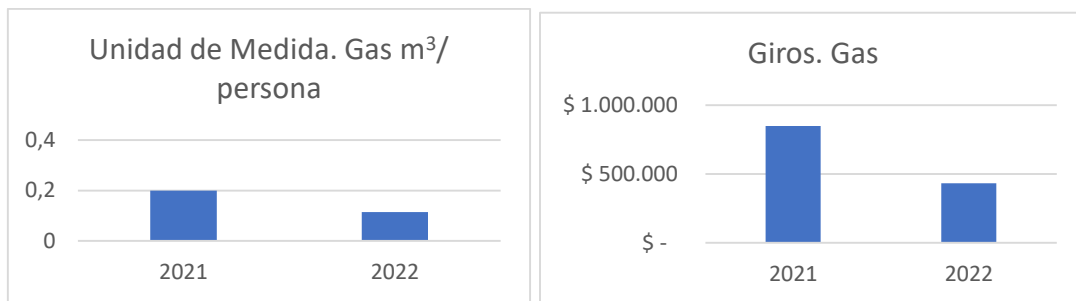 Unidad de Medida. Gas m³/
persona
0,4
0,2
0
2021 2022
Giros. Gas
$ 1.000.000
$ 500.000
$ -
2021 2022